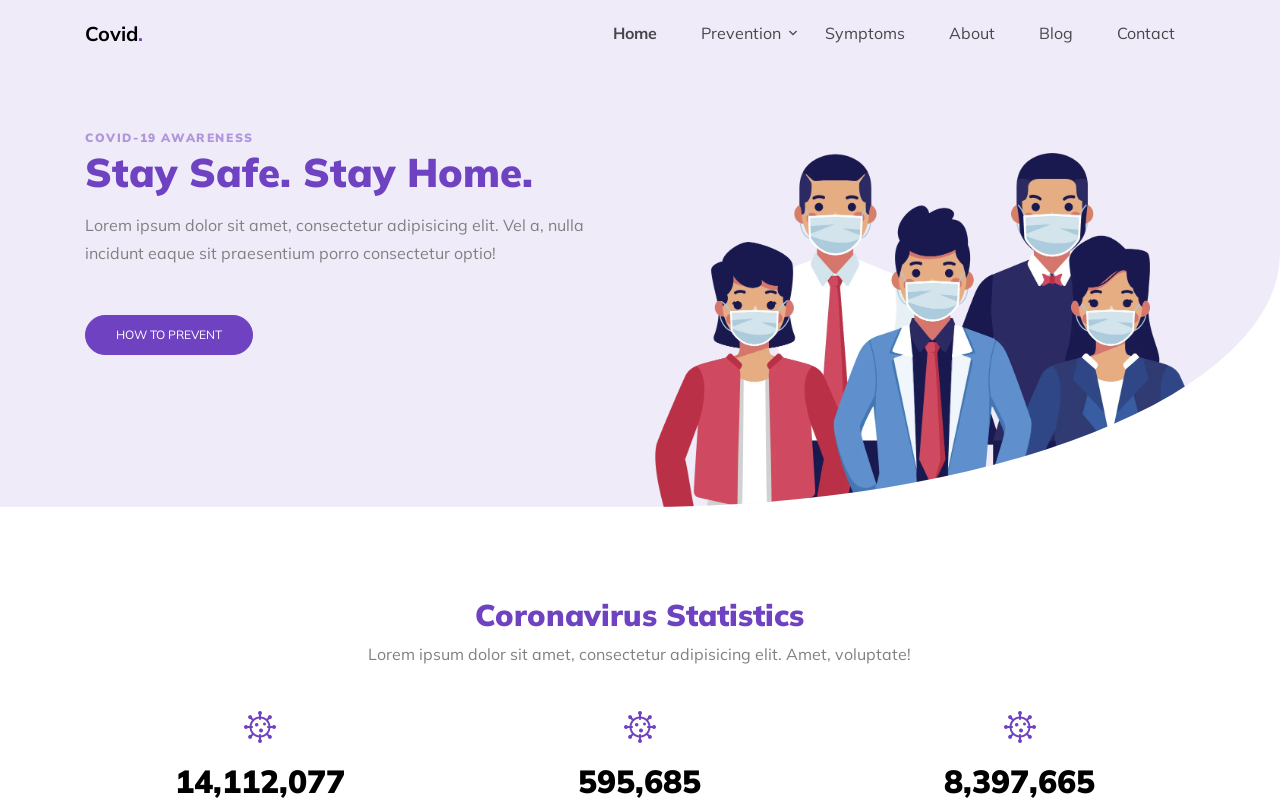 Covid.
Home Prevention Symptoms About Blog Contact
COVID-19 AWARENESS
Stay Safe. Stay Home.
Lorem ipsum dolor sit amet, consectetur adipisicing elit. Vel a, nulla
incidunt eaque sit praesentium porro consectetur optio!
HOW TO PREVENT
Coronavirus Statistics
Lorem ipsum dolor sit amet, consectetur adipisicing elit. Amet, voluptate!
14,112,077 595,685 8,397,665